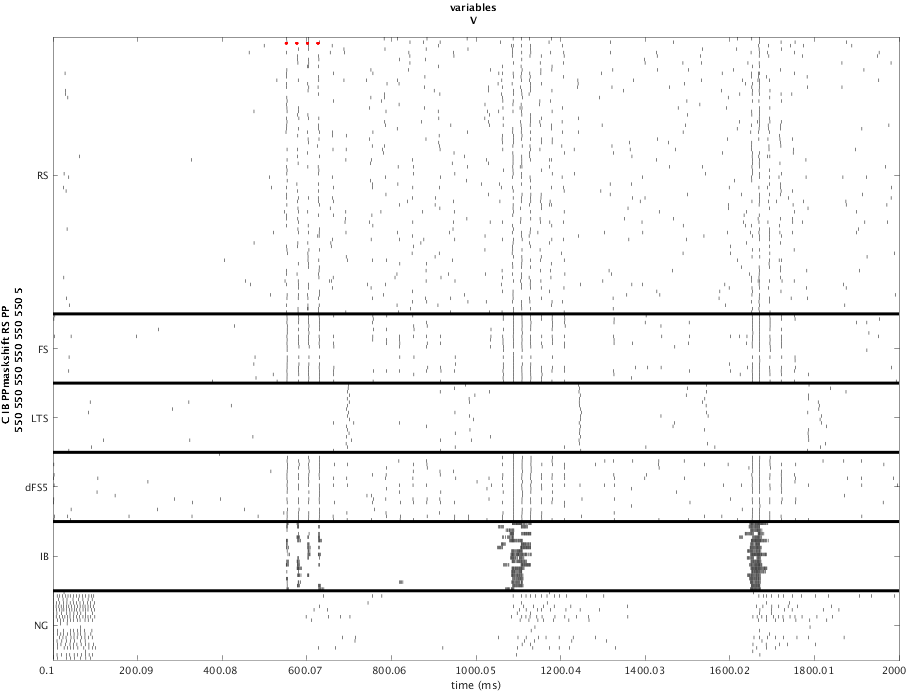 variables
V
C IB PPmaskshift RS PP
550 550 550 550 550 550 5
RS
FS
LTS
dFS5
IB
NG
0.1 200.09 400.08 600.07 800.06 1000.05 1200.04 1400.03 1600.02 1800.01 2000
time (ms)